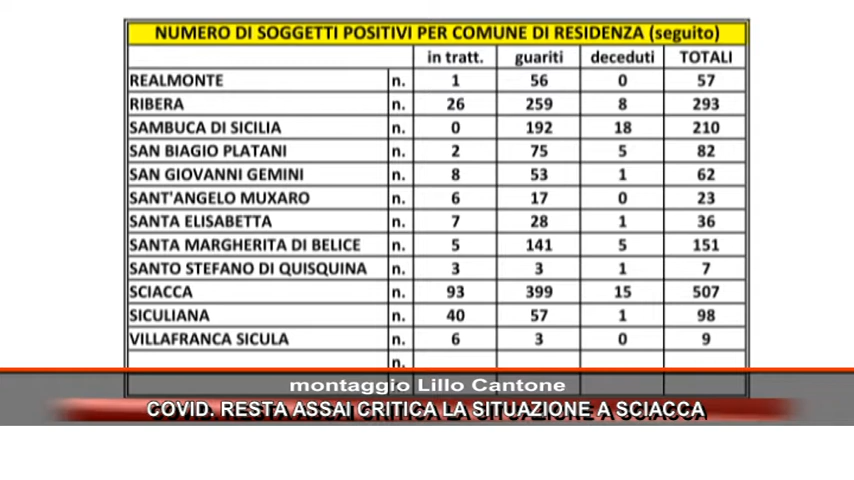 NUMERO DI SOGGETTI POSITIVI PER COMUNE DI RESIDENZA (seguito)
in tratt. guariti deceduti TOTALI
REALMONTE n. 1 56 0 57
RIBERA n. 26 259 8 293
SAMBUCA DI SICILIA n. 0 192 18 210
SAN BIAGIO PLATANI n. 2 75 5 82
SAN GIOVANNI GEMINI n. 8 53 1 62
SANT'ANGELO MUXARO n. 6 17 0 23
SANTA ELISABETTA n. 7 28 1 36
SANTA MARGHERITA DI BELICE n. 5 141 5 151
SANTO STEFANO DI QUISQUINA n. 3 3 1 7
SCIACCA n. 93 399 15 507
SICULIANA n. 40 57 1 98
VILLAFRANCA SICULA n. 6 3 0 9
n.
montaggio Lillo Cantone
COVID. RESTA ASSAI CRITICA LA SITUAZIONE A SCIACCA